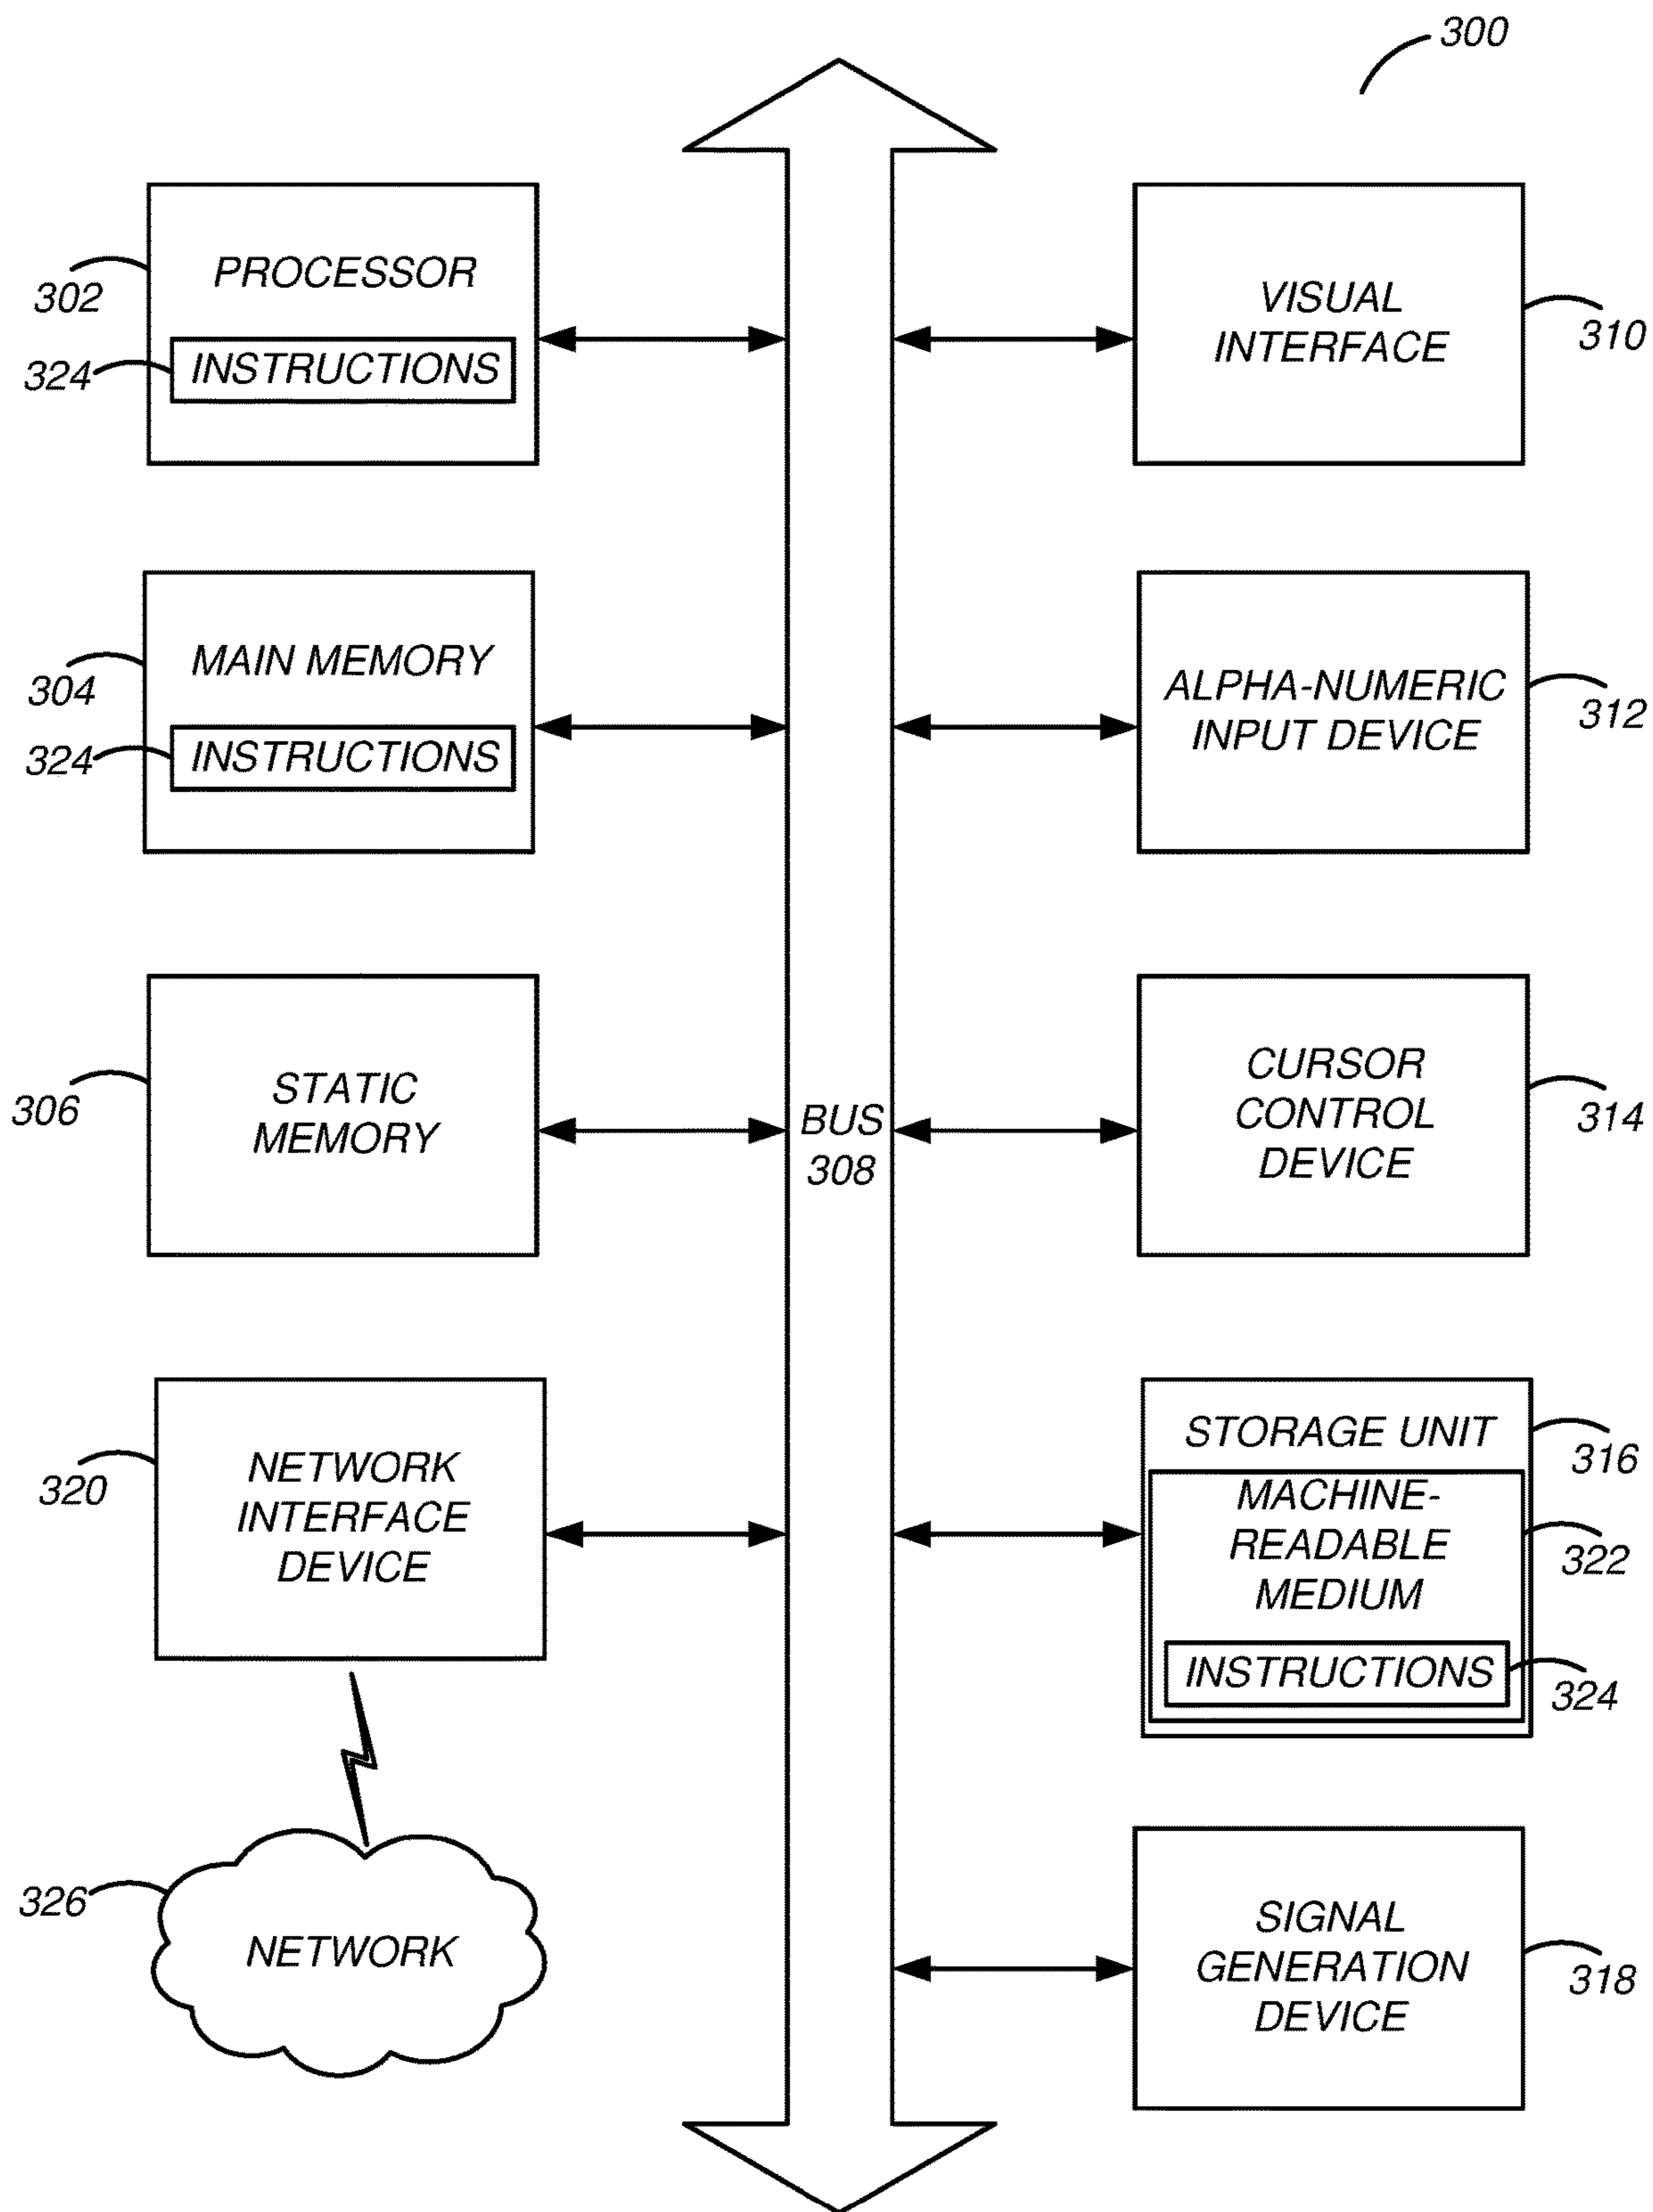 300
PROCESSOR
302
INSTRUCTIONS
324
VISUAL
INTERFACE
310
MAIN MEMORY
304
INSTRUCTIONS
324
ALPHA-NUMERIC
INPUT DEVICE
312
STATIC
MEMORY
306
BUS
308
CURSOR
CONTROL
DEVICE
314
NETWORK
INTERFACE
DEVICE
320
STORAGE UNIT
316
MACHINE-
READABLE
MEDIUM
322
INSTRUCTIONS
324
NETWORK
326
SIGNAL
GENERATION
DEVICE
318